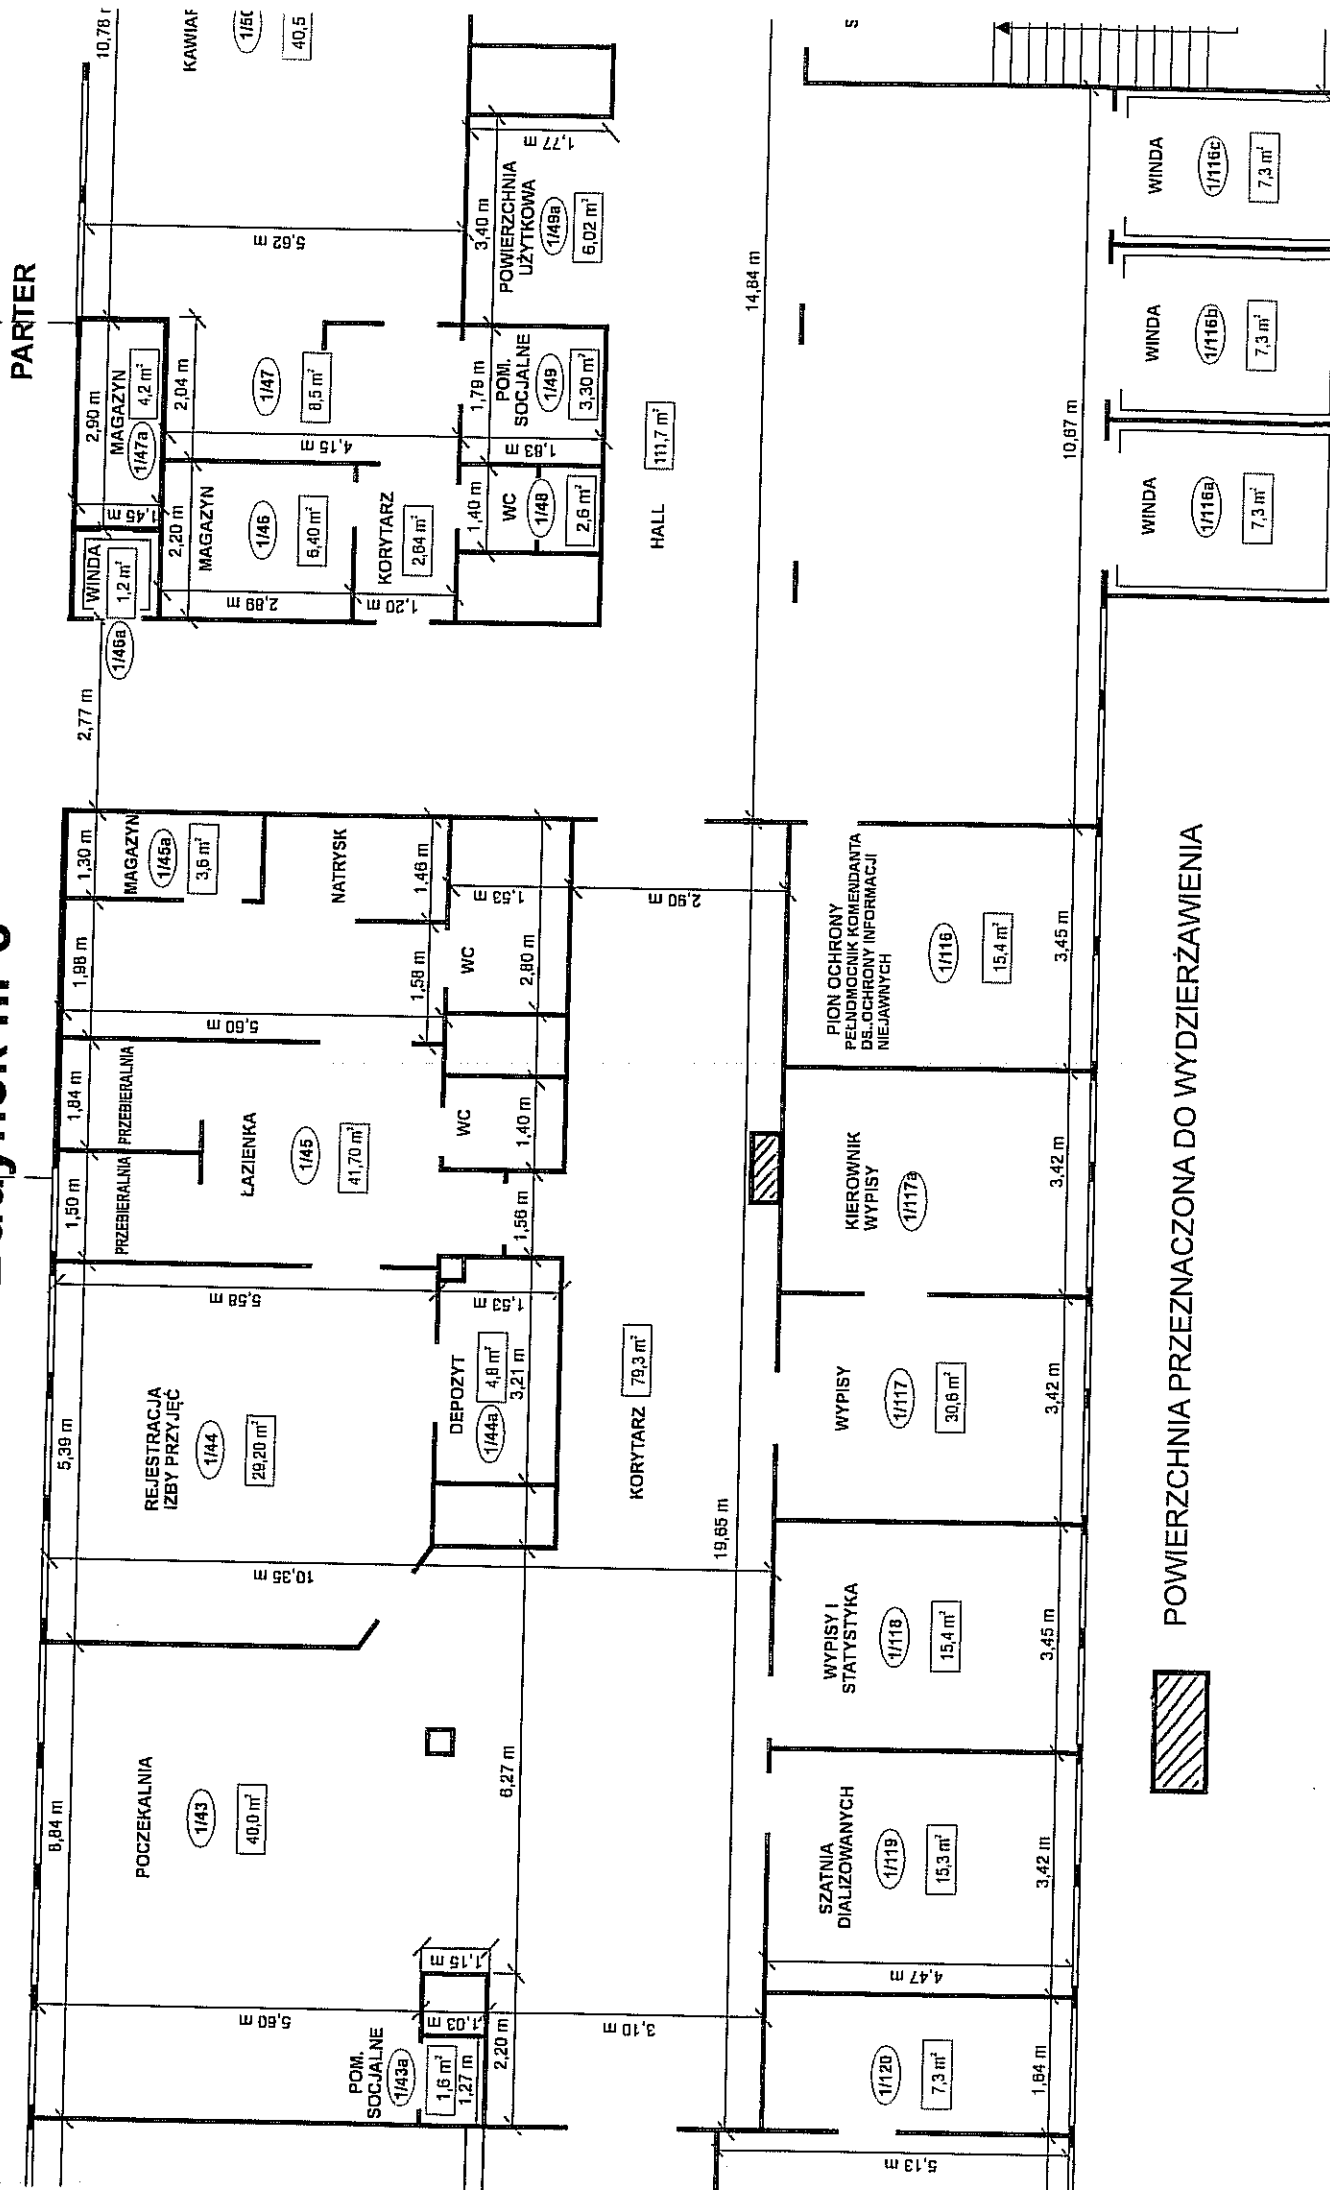 PARTER
10,78
1/50
40,5
5,62 m
2,90 m
MAGAZYN
1/47a
4,2 m²
1,45 m
WINDA
1,2 m²
1/46a
2,77 m
2,04 m
1/47
8,5 m²
4,15 m
2,20 m
MAGAZYN
1/46
6,40 m²
2,89 m
KORYTARZ
2,64 m²
1,20 m
3,40 m
1,77 m
POWIERZCHNIA
UŻYTKOWA
1/49a
6,02 m²
1,79 m
POM.
SOCJALNE
1/49
3,30 m²
1,83 m
1,40 m
WC
1/48
2,6 m²
HALL
111,7 m²
14,84 m
10,67 m
WINDA
1/116c
7,3 m²
WINDA
1/116b
7,3 m²
WINDA
1/116a
7,3 m²
1,30 m
MAGAZYN
1/45a
3,6 m²
NATRYSK
1,46 m
1,98 m
5,60 m
1,58 m
WC
1,53 m
2,80 m
2,90 m
1,84 m
PRZEBIERALNIA
1,50 m
PRZEBIERALNIA
ŁAZIENKA
1/45
41,70 m²
WC
1,40 m
1,56 m
5,39 m
REJESTRACJA
IZBY PRZYJĘĆ
1/44
29,20 m²
5,58 m
DEPOZYT
1/44a
4,8 m²
3,21 m
1,53 m
KORYTARZ
79,3 m²
19,65 m
10,35 m
8,84 m
POCZEKALNIA
1/43
40,0 m²
6,27 m
5,60 m
POM.
SOCJALNE
1/43a
1,6 m²
1,27 m
1,03 m
1,15 m
2,20 m
3,10 m
PION OCHRONY
PEŁNOMOCNIK KOMENDANTA
DS.OCHRONY INFORMACJI
NIEJAWNYCH
1/116
15,4 m²
3,45 m
KIEROWNIK
WYPISY
1/117a
3,42 m
WYPISY
1/117
30,6 m²
3,42 m
WYPISY I
STATYSTYKA
1/118
15,4 m²
3,45 m
SZATNIA
DIALIZOWANYCH
1/119
15,3 m²
3,42 m
4,47 m
1/120
7,3 m²
1,64 m
5,13 m
POWIERZCHNIA PRZEZNACZONA DO WYDZIERŻAWIENIA